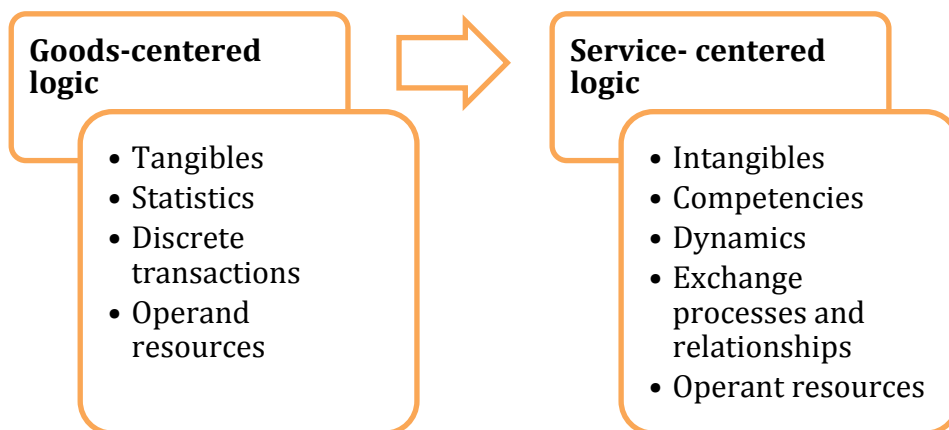 Goods-centered
logic
• Tangibles
• Statistics
• Discrete
transactions
• Operand
resources
Service- centered
logic
• Intangibles
• Competencies
• Dynamics
• Exchange
processes and
relationships
• Operant resources